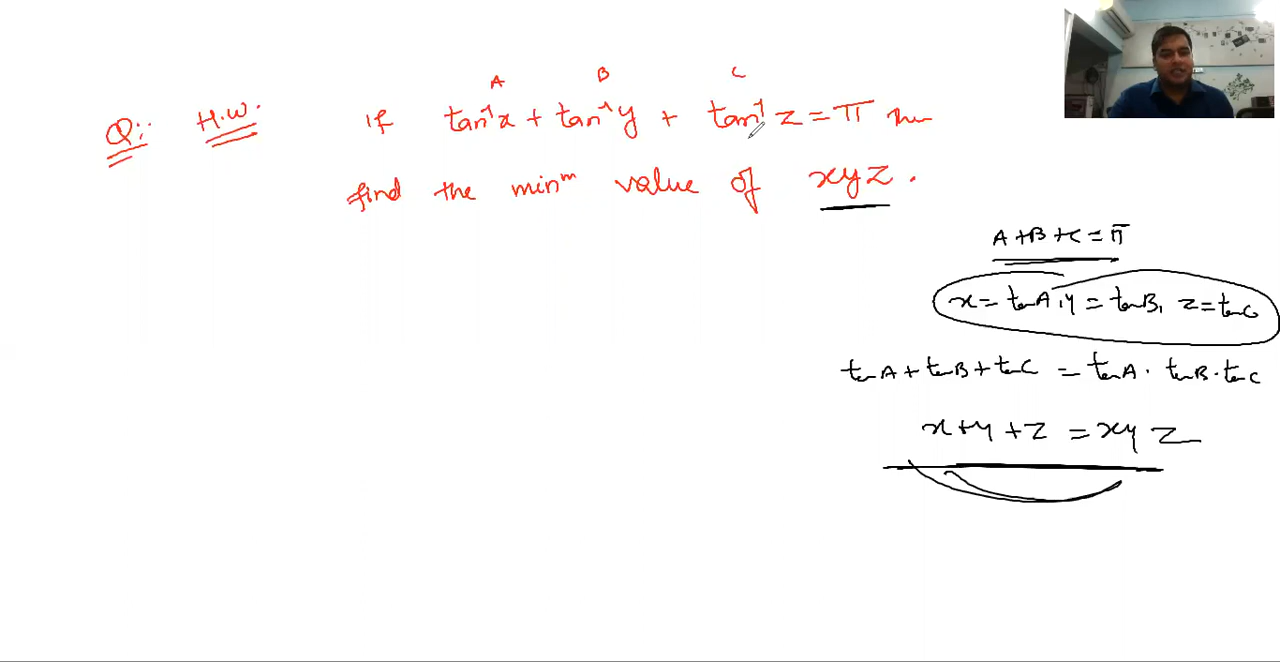 A B C
Q:: H.W. If tan⁻¹x + tan⁻¹y + tan⁻¹z = π then
find the minᵐ value of xyz.
A+B+C = π
x = tanA, y = tanB, z = tanC
tanA + tanB + tanC = tanA · tanB · tanC
x+y+z = xyz